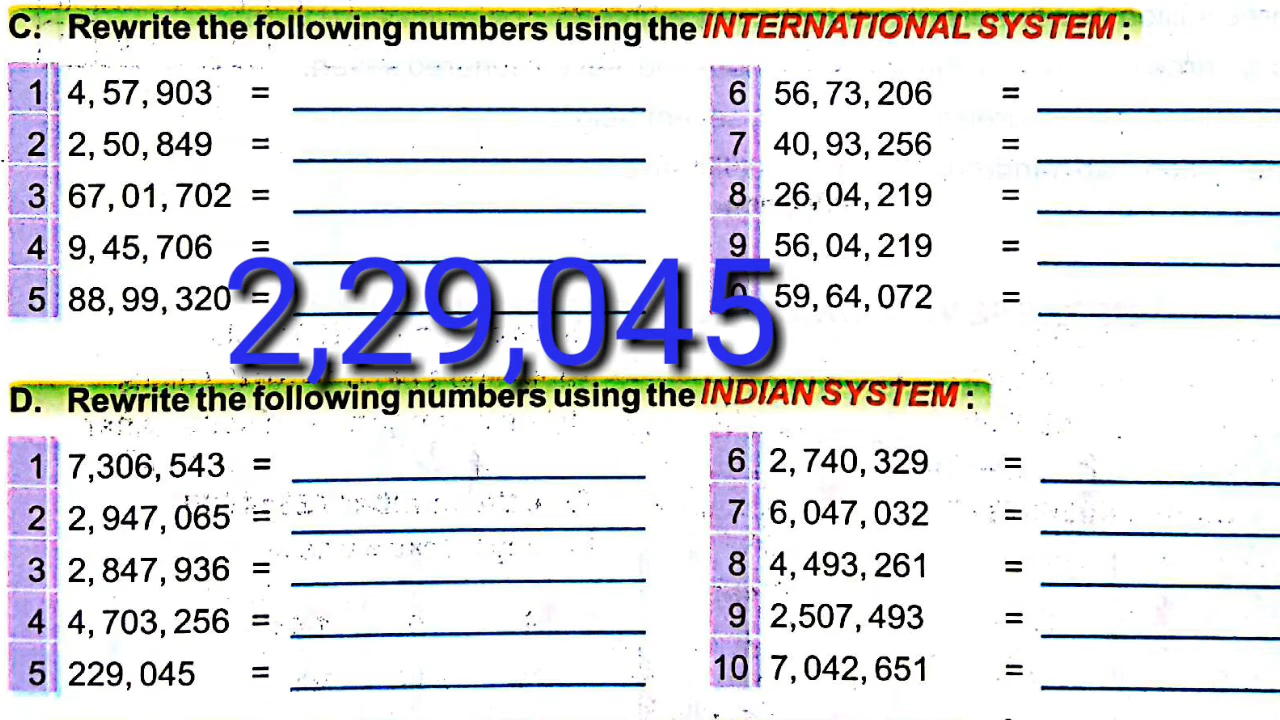 C. Rewrite the following numbers using the INTERNATIONAL SYSTEM :
1 4, 57, 903 =
2 2, 50, 849 =
3 67, 01, 702 =
4 9, 45, 706 =
5 88, 99, 320 =
6 56, 73, 206 =
7 40, 93, 256 =
8 26, 04, 219 =
9 56, 04, 219 =
59, 64, 072 =
2,29,045
D. Rewrite the following numbers using the INDIAN SYSTEM :
1 7,306, 543 =
2 2, 947, 065 =
3 2, 847, 936 =
4 4, 703, 256 =
5 229, 045 =
6 2, 740, 329 =
7 6, 047, 032 =
8 4, 493, 261 =
9 2,507, 493 =
10 7, 042, 651 =